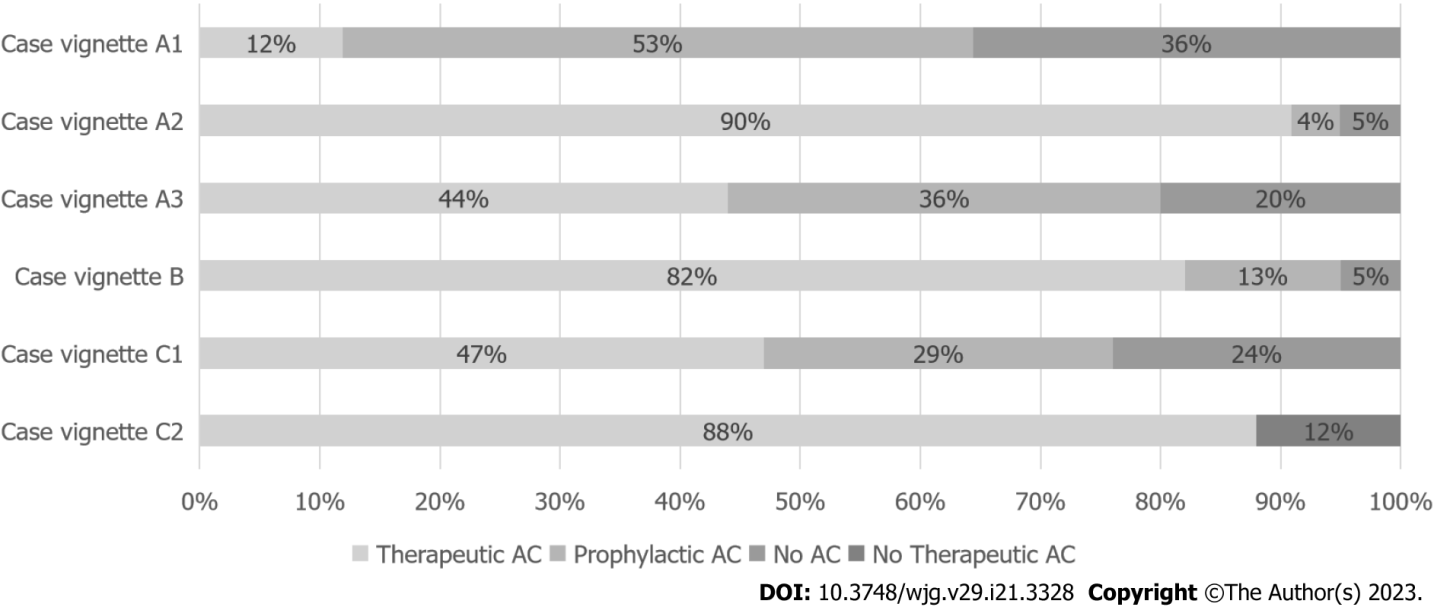 Case vignette A1 12% 53% 36%
Case vignette A2 90% 4% 5%
Case vignette A3 44% 36% 20%
Case vignette B 82% 13% 5%
Case vignette C1 47% 29% 24%
Case vignette C2 88% 12%
0% 10% 20% 30% 40% 50% 60% 70% 80% 90% 100%
Therapeutic AC Prophylactic AC No AC No Therapeutic AC
DOI: 10.3748/wjg.v29.i21.3328 Copyright ©The Author(s) 2023.